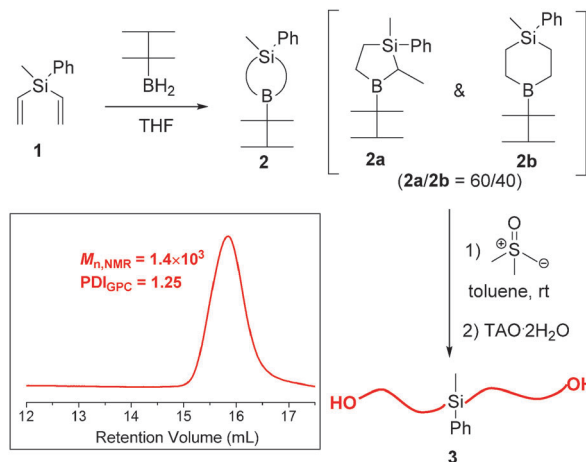 Ph
Si
1
BH₂
THF
Ph
Si
B
2
Si
Ph
B
2a
&
Ph
Si
B
2b
(2a/2b = 60/40)
1)
O
S
+
−
toluene, rt
2) TAO·2H₂O
Mn,NMR = 1.4×10³
PDIGPC = 1.25
12 13 14 15 16 17
Retention Volume (mL)
HO
Si
Ph
OH
3